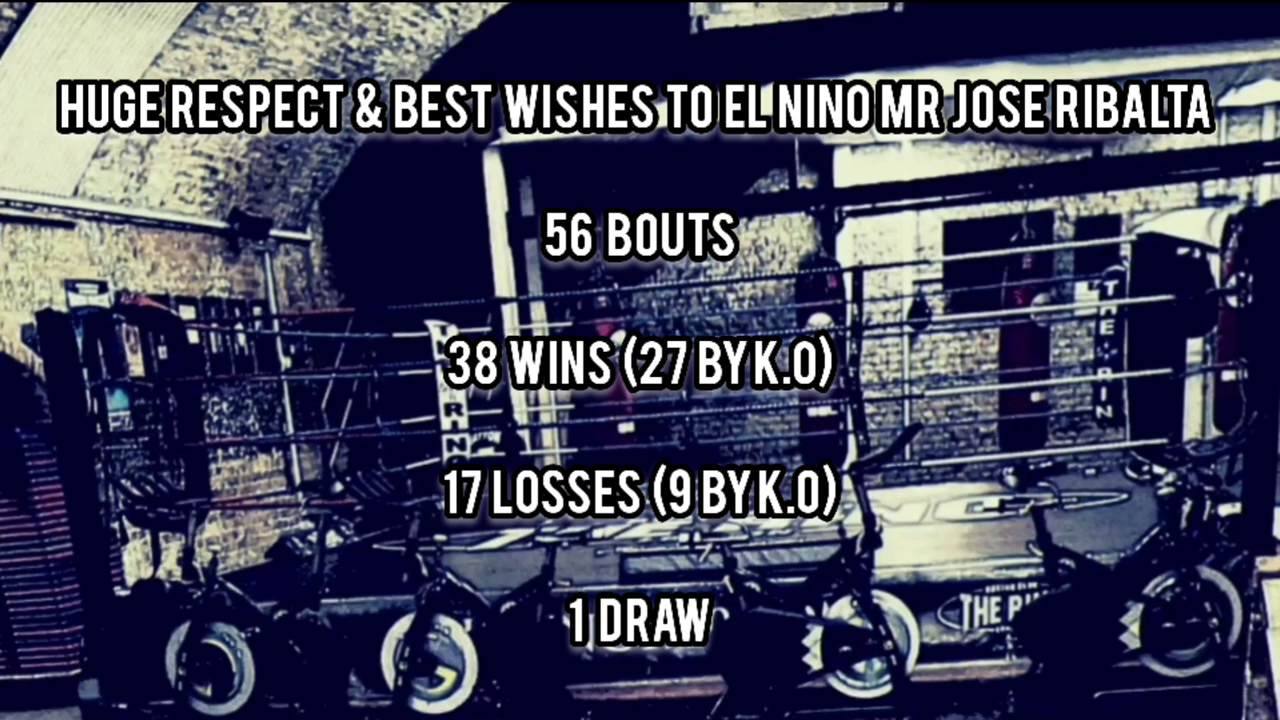 HUGE RESPECT & BEST WISHES TO EL NINO MR JOSE RIBALTA
56 BOUTS
38 WINS (27 BY K.O)
17 LOSSES (9 BY K.O)
1 DRAW